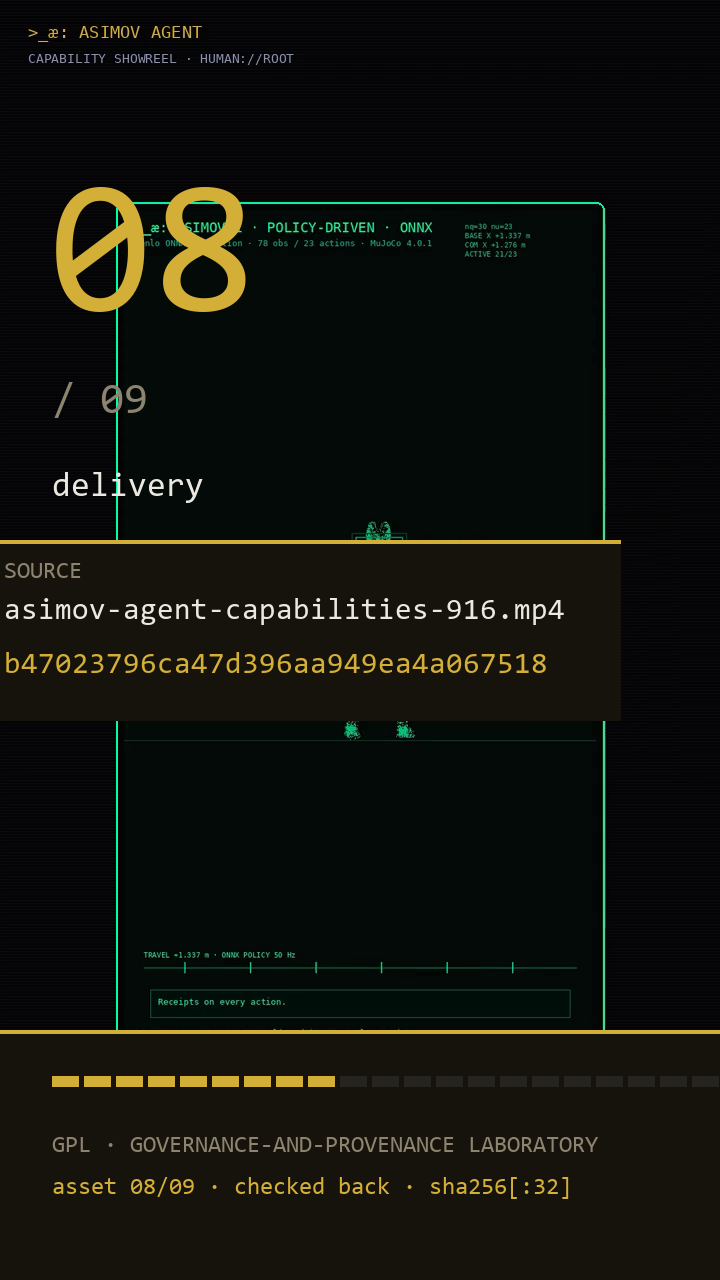 >_æ: ASIMOV AGENT
CAPABILITY SHOWREEL · HUMAN://ROOT
08
· POLICY-DRIVEN · ONNX
· 78 obs / 23 actions · MuJoCo 4.0.1
nq=30 nu=23
BASE X +1.337 m
COM X +1.276 m
ACTIVE 21/23
/ 09
delivery
SOURCE
asimov-agent-capabilities-916.mp4
b47023796ca47d396aa949ea4a067518
TRAVEL +1.337 m · ONNX POLICY 50 Hz
Receipts on every action.
GPL · GOVERNANCE-AND-PROVENANCE LABORATORY
asset 08/09 · checked back · sha256[:32]